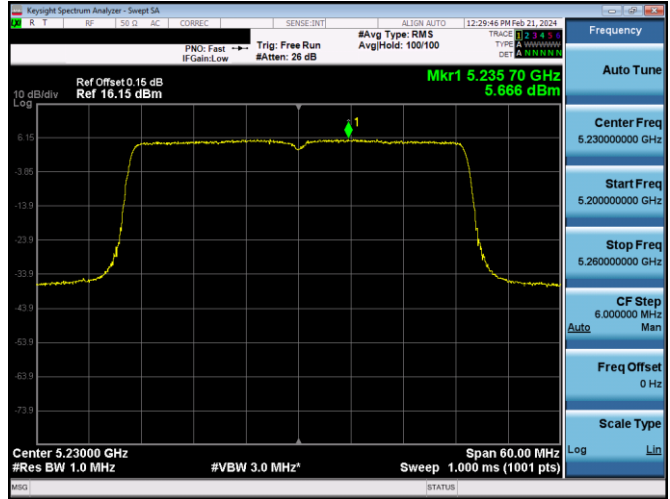 Keysight Spectrum Analyzer - Swept SA
R T RF 50 Ω AC CORREC SENSE:INT ALIGN AUTO 12:29:46 PM Feb 21, 2024
PNO: Fast
IFGain:Low
Trig: Free Run
#Atten: 26 dB
#Avg Type: RMS
Avg|Hold: 100/100
TRACE 1 2 3 4 5 6
TYPE A WWWWW
DET A N N N N N
Mkr1 5.235 70 GHz
5.666 dBm
Ref Offset 0.15 dB
10 dB/div Ref 16.15 dBm
Log
1
6.15
-3.85
-13.9
-23.9
-33.9
-43.9
-53.9
-63.9
-73.9
Center 5.23000 GHz Span 60.00 MHz
#Res BW 1.0 MHz #VBW 3.0 MHz* Sweep 1.000 ms (1001 pts)
MSG STATUS
Frequency
Auto Tune
Center Freq
5.230000000 GHz
Start Freq
5.200000000 GHz
Stop Freq
5.260000000 GHz
CF Step
6.000000 MHz
Auto Man
Freq Offset
0 Hz
Scale Type
Log Lin